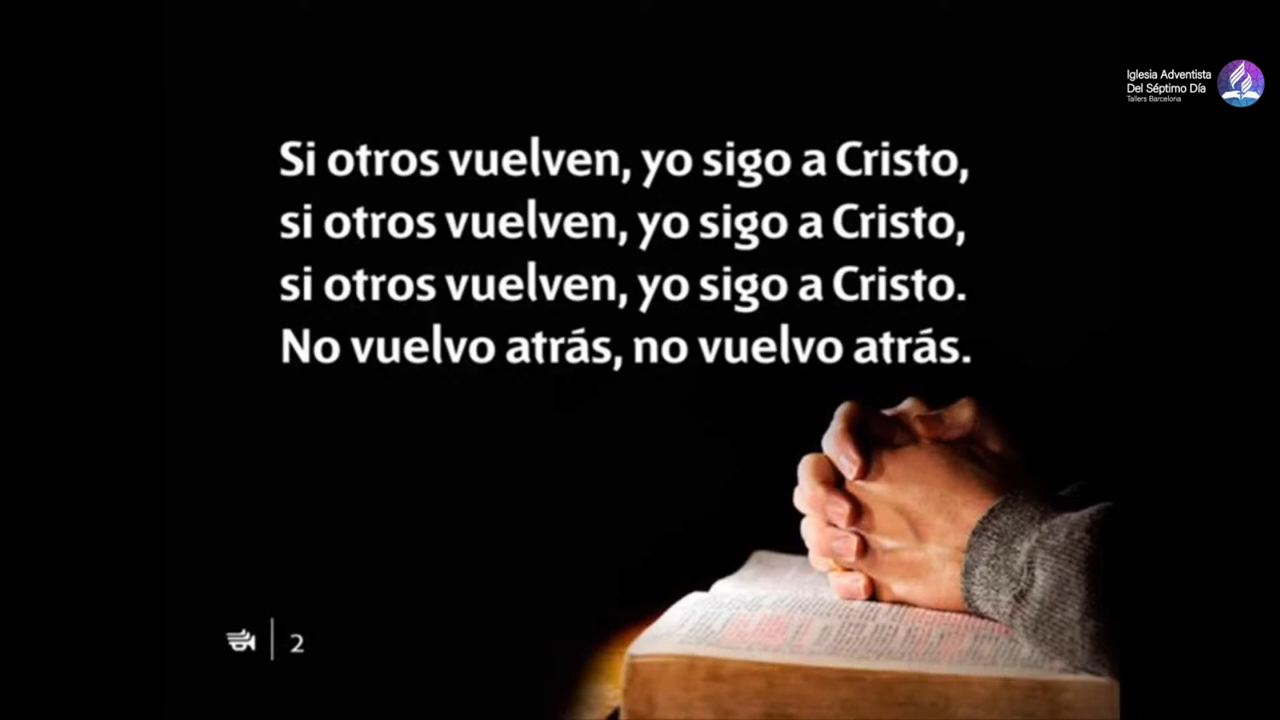 Iglesia Adventista
Del Séptimo Día
Tallers Barcelona
Si otros vuelven, yo sigo a Cristo,
si otros vuelven, yo sigo a Cristo,
si otros vuelven, yo sigo a Cristo.
No vuelvo atrás, no vuelvo atrás.
2